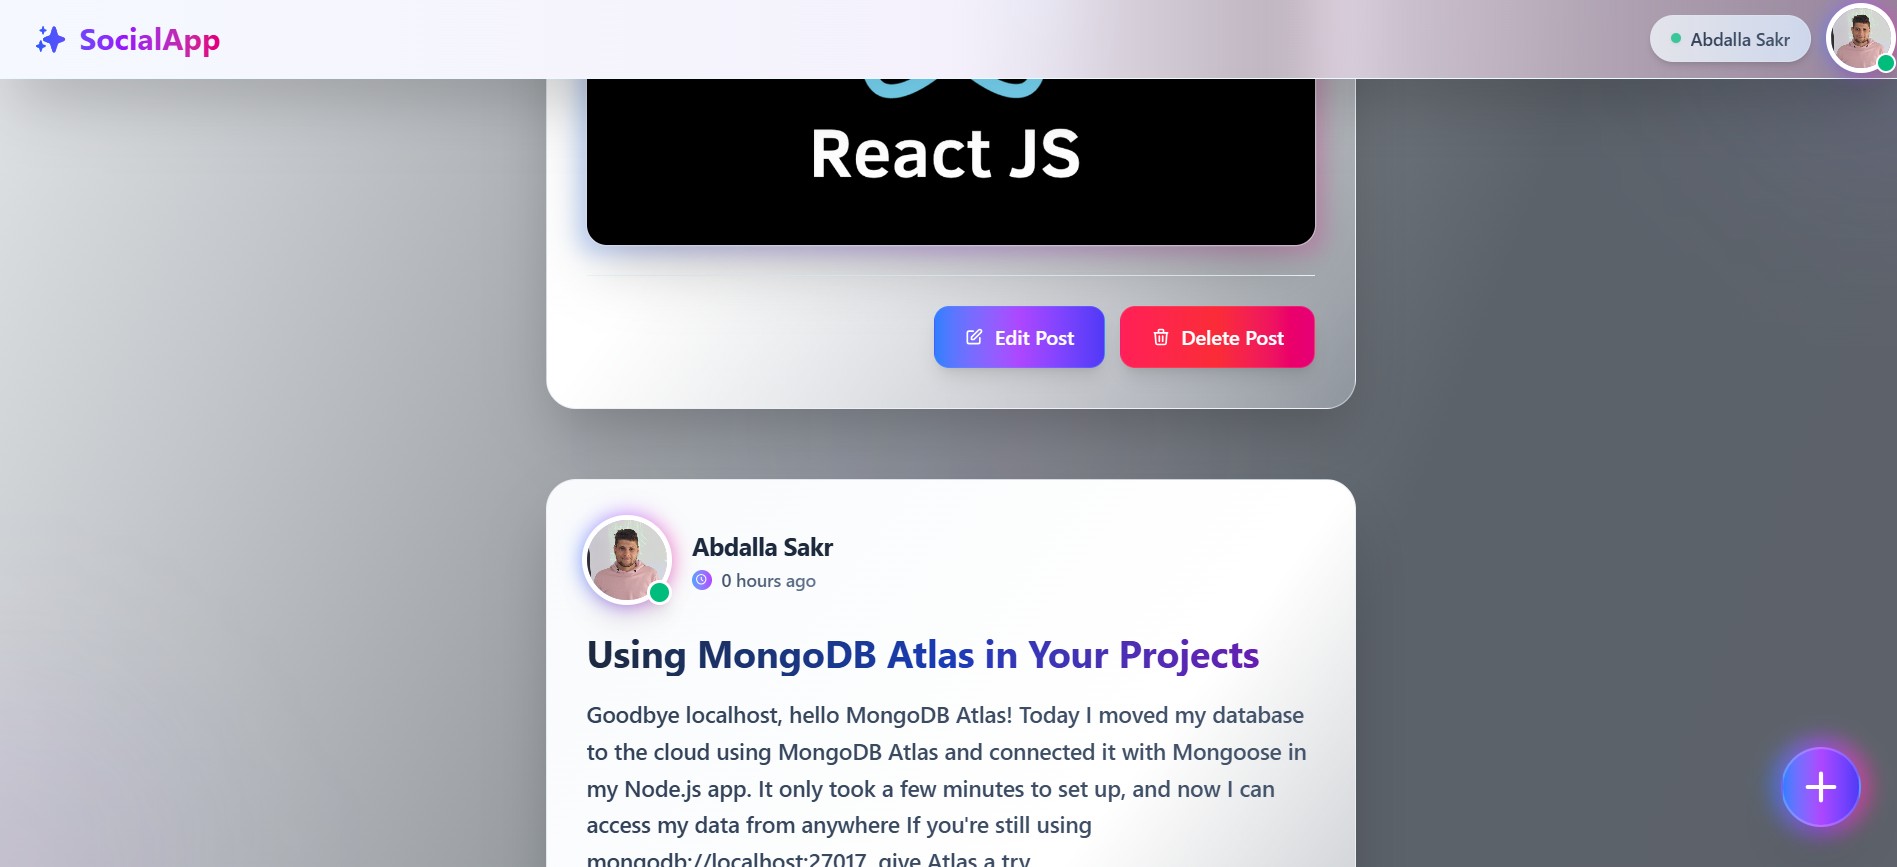 SocialApp
Abdalla Sakr
React JS
Edit Post
Delete Post
Abdalla Sakr
0 hours ago
Using MongoDB Atlas in Your Projects
Goodbye localhost, hello MongoDB Atlas! Today I moved my database
to the cloud using MongoDB Atlas and connected it with Mongoose in
my Node.js app. It only took a few minutes to set up, and now I can
access my data from anywhere If you're still using
mongodb://localhost:27017, give Atlas a try.